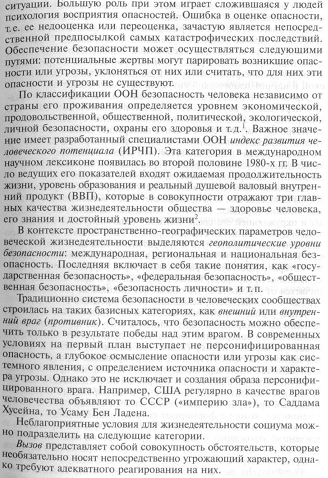 ситуации. Большую роль при этом играет сложившаяся у людей
психология восприятия опасностей. Ошибка в оценке опасности,
т.е. ее недооценка или переоценка, зачастую является непосред-
ственной предпосылкой самых катастрофических последствий.
Обеспечение безопасности может осуществляться следующими
путями: потенциальные жертвы могут парировать возникшие опас-
ности или угрозы, уклоняться от них или считать, что для них эти
опасности и угрозы не существуют.
По классификации ООН безопасность человека независимо от
страны его проживания определяется уровнем экономической,
продовольственной, общественной, политической, экологической,
личной безопасности, охраны его здоровья и т.д.¹. Важное значе-
ние имеет разработанный специалистами ООН индекс развития че-
ловеческого потенциала (ИРЧП). Эта категория в международном
научном лексиконе появилась во второй половине 1980-х гг. В чис-
ло ведущих его показателей входят ожидаемая продолжительность
жизни, уровень образования и реальный душевой валовый внутрен-
ний продукт (ВВП), которые в совокупности отражают три глав-
ных качества жизнедеятельности общества — здоровье человека,
его знания и достойный уровень жизни².
В контексте пространственно-географических параметров чело-
веческой жизнедеятельности выделяются геополитические уровни
безопасности: международная, региональная и национальная безо-
пасность. Последняя включает в себя такие понятия, как «госу-
дарственная безопасность», «федеральная безопасность», «общест-
венная безопасность», «безопасность личности» и т.п.
Традиционно система безопасности в человеческих сообществах
строилась на таких базисных категориях, как внешний или внутрен-
ний враг (противник). Считалось, что безопасность можно обеспе-
чить только в результате победы над этим врагом. В современных
условиях на первый план выступает не персонифицированная
опасность, а глубокое осмысление опасности или угрозы как сис-
темного явления, с определением источника опасности и характе-
ра угрозы. Однако это не исключает и создания образа персонифи-
цированного врага. Например, США регулярно в качестве врагов
человечества объявляют то СССР («империю зла»), то Саддама
Хусейна, то Усаму Бен Ладена.
Неблагоприятные условия для жизнедеятельности социума мож-
но подразделить на следующие категории.
Вызов представляет собой совокупность обстоятельств, которые
необязательно носят непосредственно угрожающий характер, одна-
ко требуют адекватного реагирования на них.